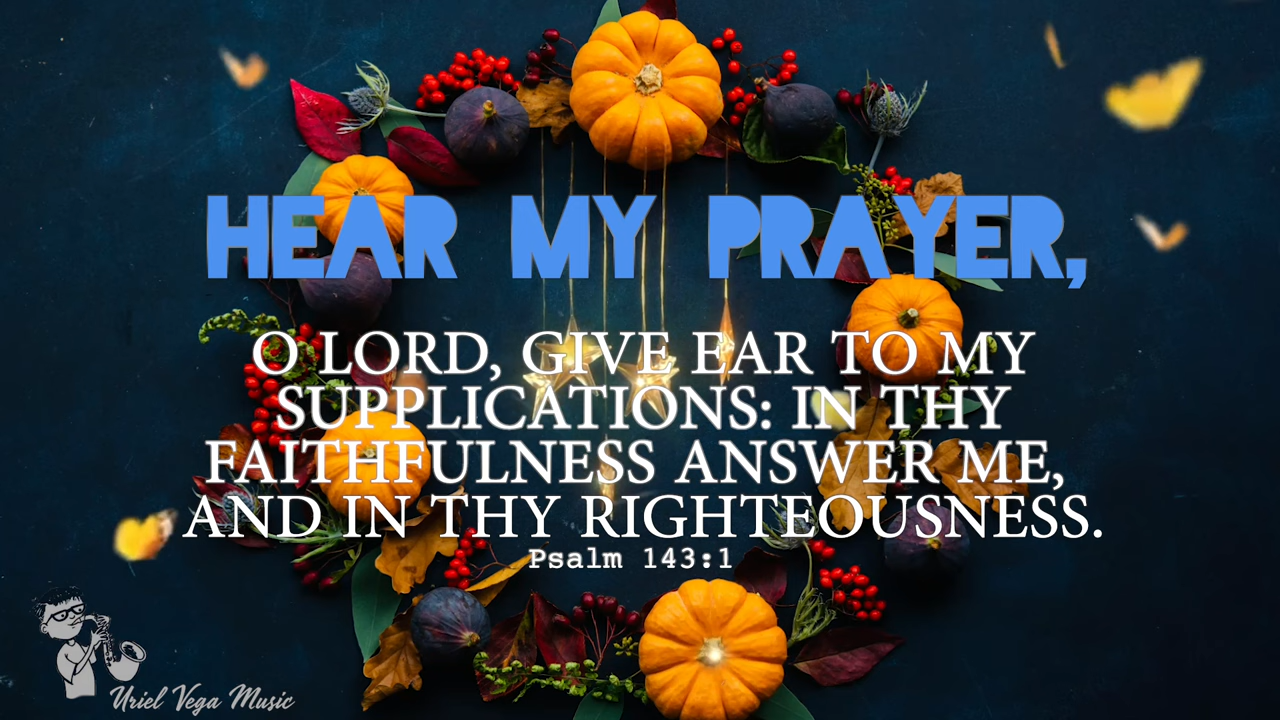 HEAR MY PRAYER,
O LORD, GIVE EAR TO MY
SUPPLICATIONS: IN THY
FAITHFULNESS ANSWER ME,
AND IN THY RIGHTEOUSNESS.
Psalm 143:1
Uriel Vega Music